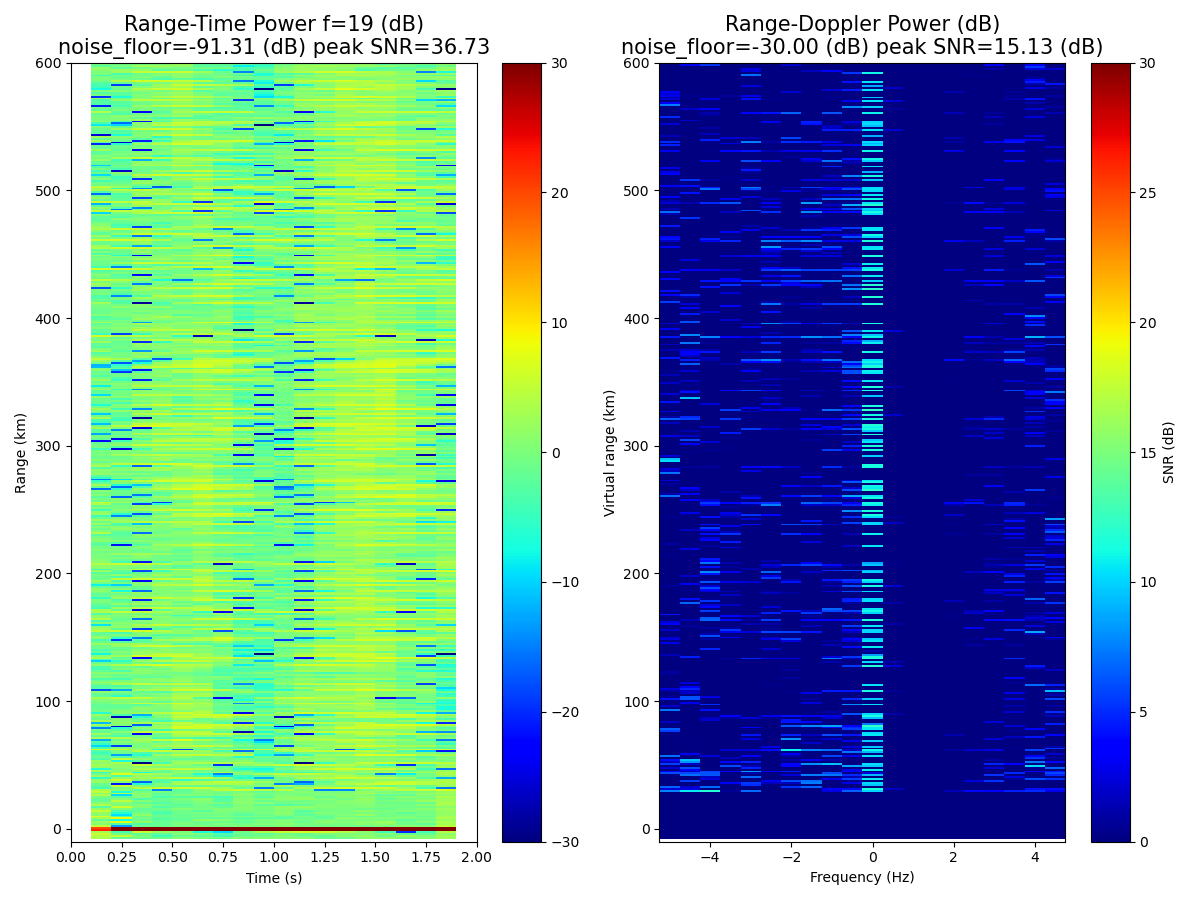 Range-Time Power f=19 (dB)
noise_floor=-91.31 (dB) peak SNR=36.73
Range (km)
600
500
400
300
200
100
0
0.00 0.25 0.50 0.75 1.00 1.25 1.50 1.75 2.00
Time (s)
30
20
10
0
−10
−20
−30
Range-Doppler Power (dB)
noise_floor=-30.00 (dB) peak SNR=15.13 (dB)
Virtual range (km)
600
500
400
300
200
100
0
−4 −2 0 2 4
Frequency (Hz)
30
25
20
15
10
5
0
SNR (dB)